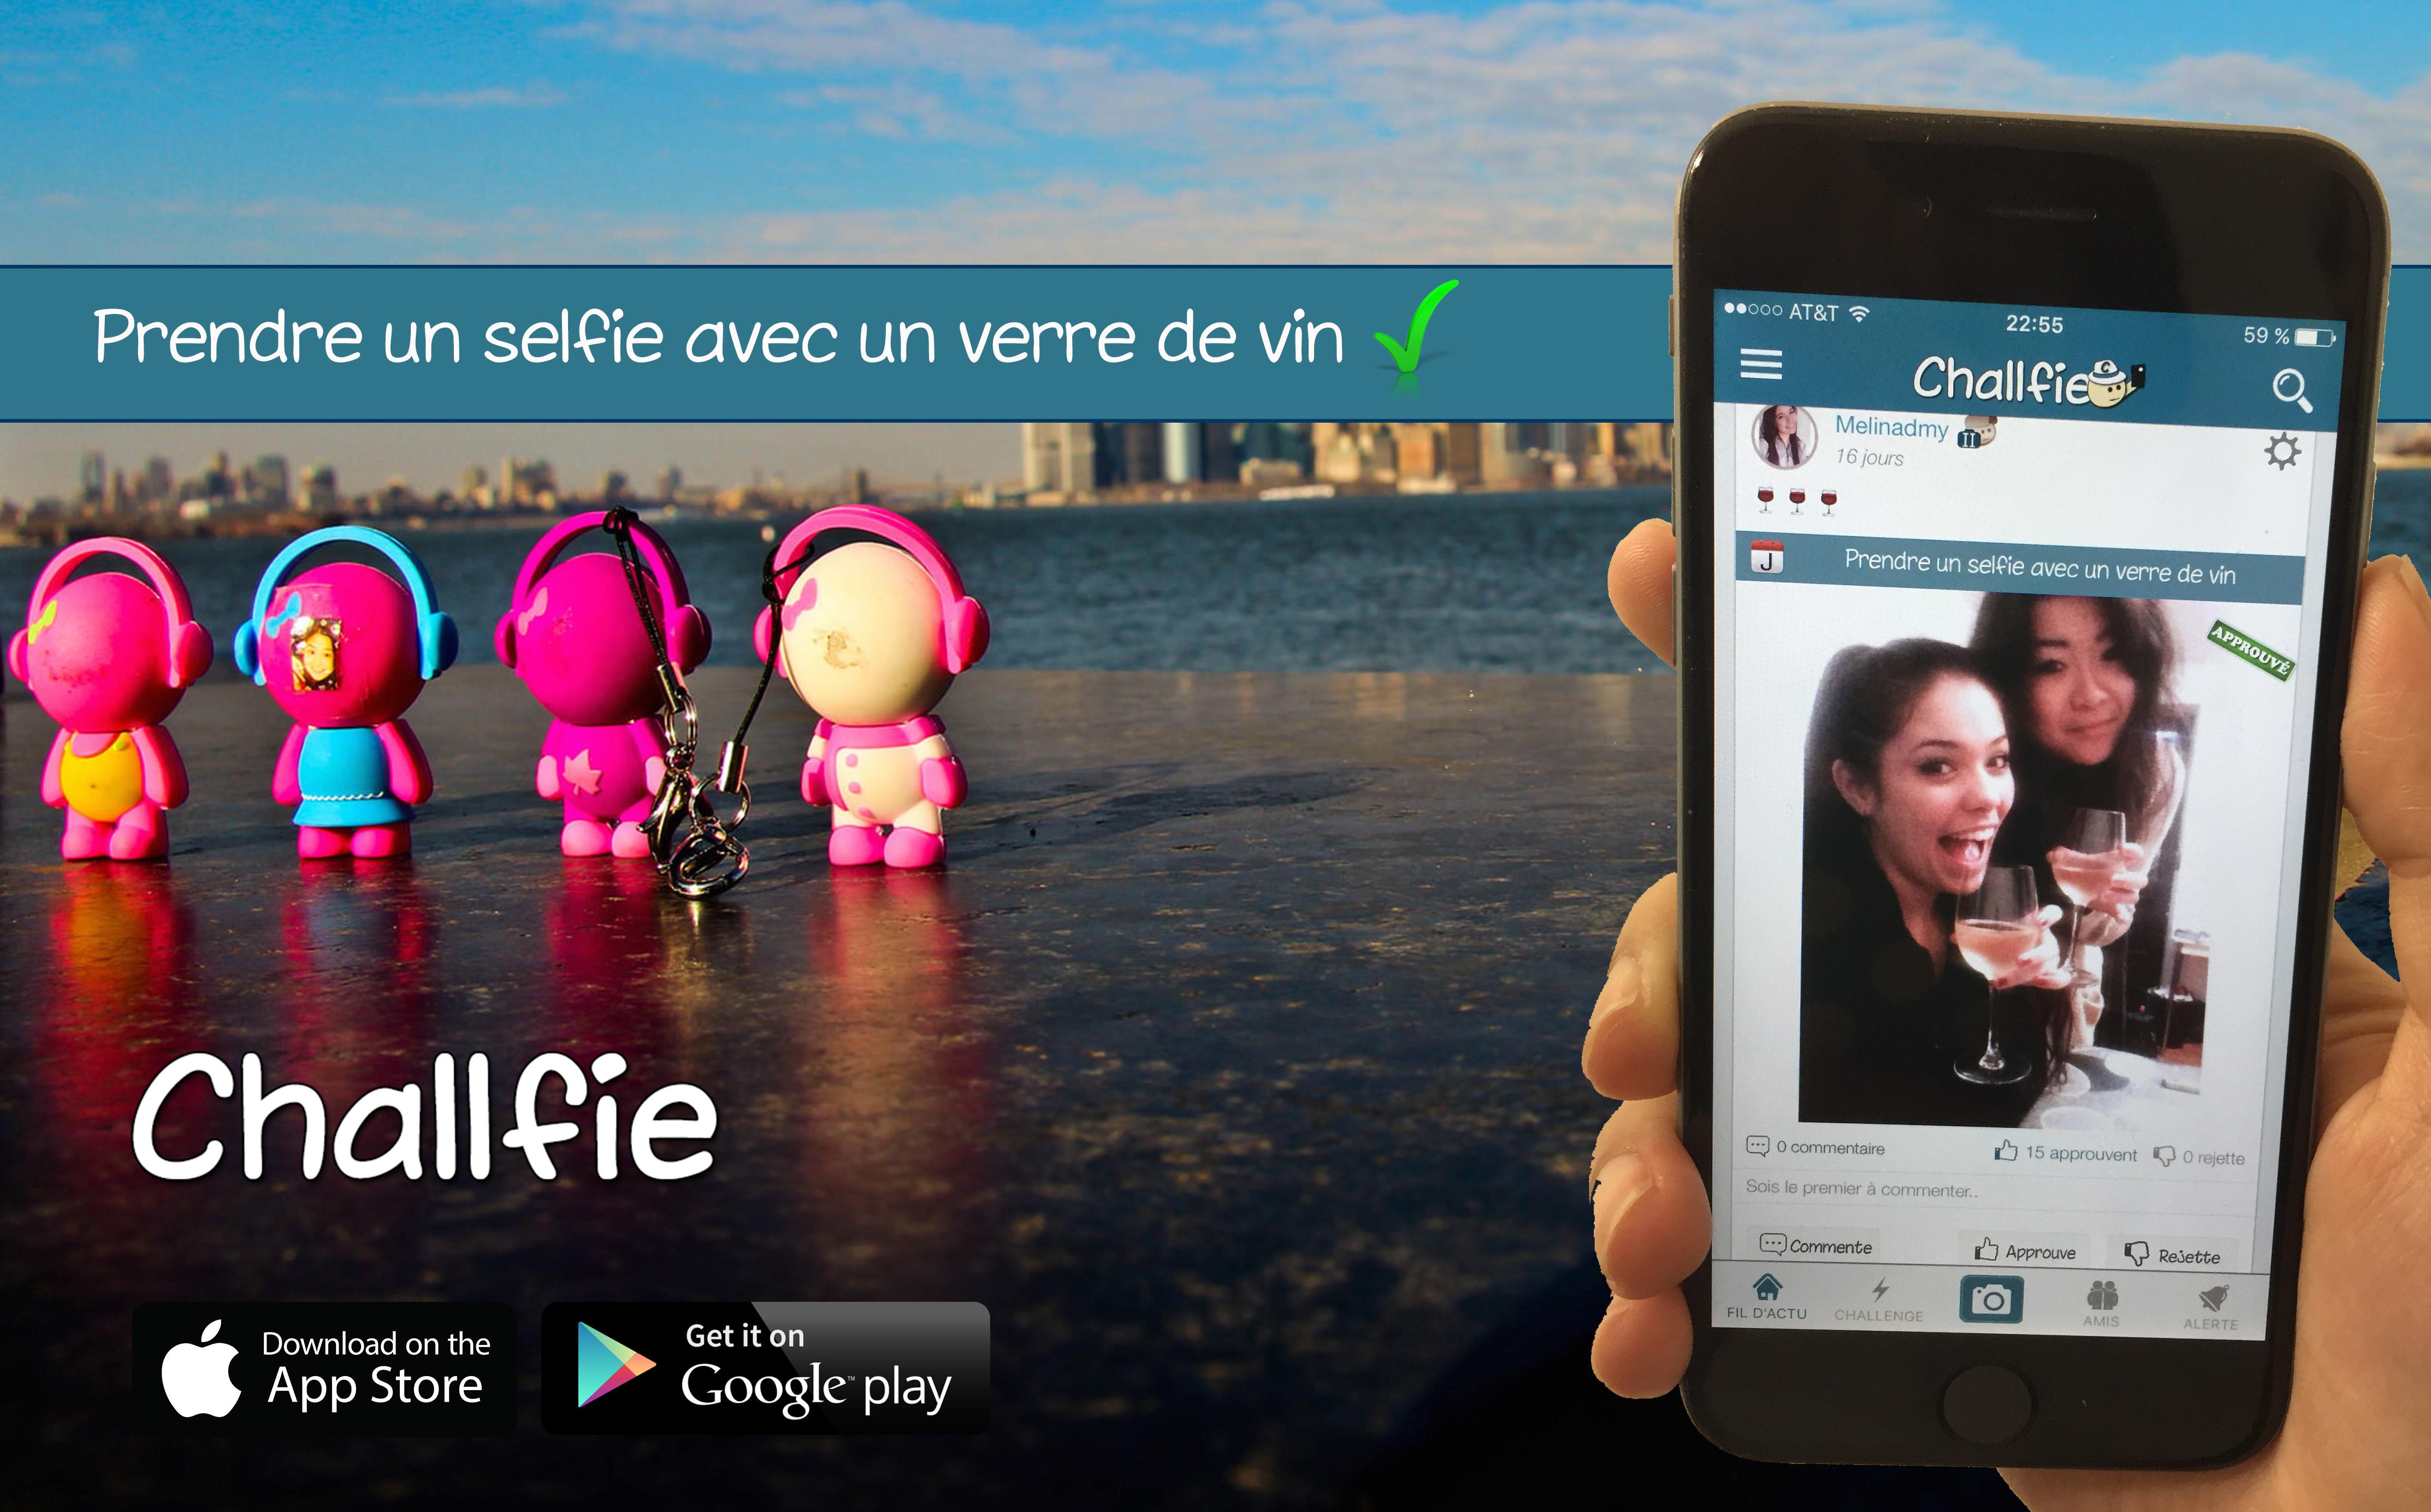 Prendre un selfie avec un verre de vin
Challfie
Download on the
App Store
Get it on
Google™ play
AT&T
22:55
59 %
Challfie
C
Melinadmy
II
16 jours
J
Prendre un selfie avec un verre de vin
APPROUVÉ
0 commentaire
15 approuvent
0 rejette
Sois le premier à commenter..
Commente
Approuve
Rejette
FIL D'ACTU
CHALLENGE
AMIS
ALERTE